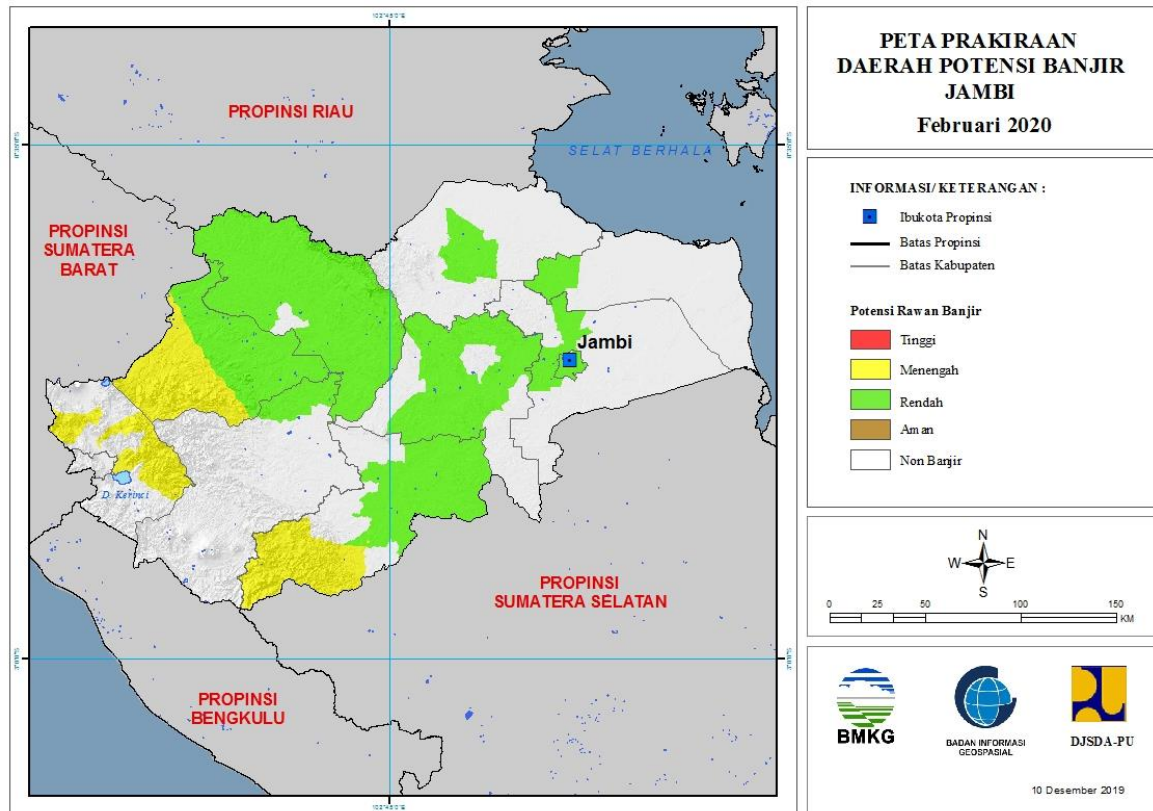 PROPINSI RIAU
SELAT BERHALA
PROPINSI
SUMATERA
BARAT
Jambi
D. Kerinci
PROPINSI
SUMATERA SELATAN
PROPINSI
BENGKULU
PETA PRAKIRAAN
DAERAH POTENSI BANJIR
JAMBI
Februari 2020
INFORMASI/ KETERANGAN :
Ibukota Propinsi
Batas Propinsi
Batas Kabupaten
Potensi Rawan Banjir
Tinggi
Menengah
Rendah
Aman
Non Banjir
N
W E
S
0 25 50 100 150
KM
BMKG
BADAN INFORMASI
GEOSPASIAL
DJSDA-PU
10 Desember 2019